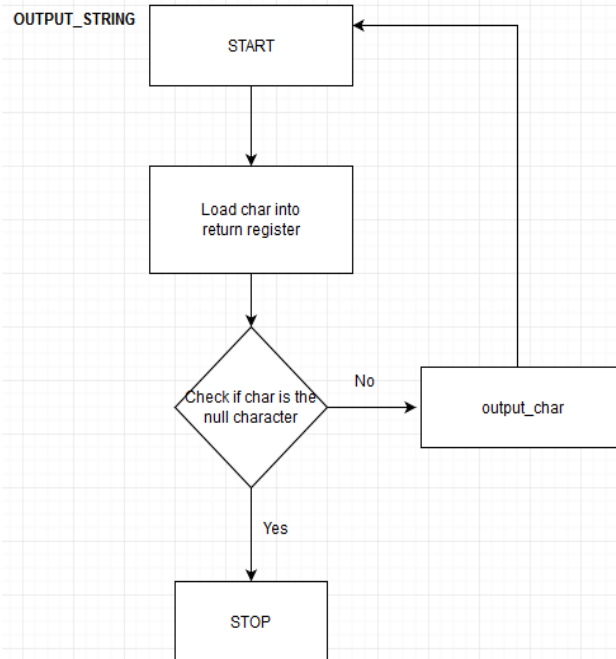 OUTPUT_STRING
START
Load char into
return register
Check if char is the
null character
No
output_char
Yes
STOP